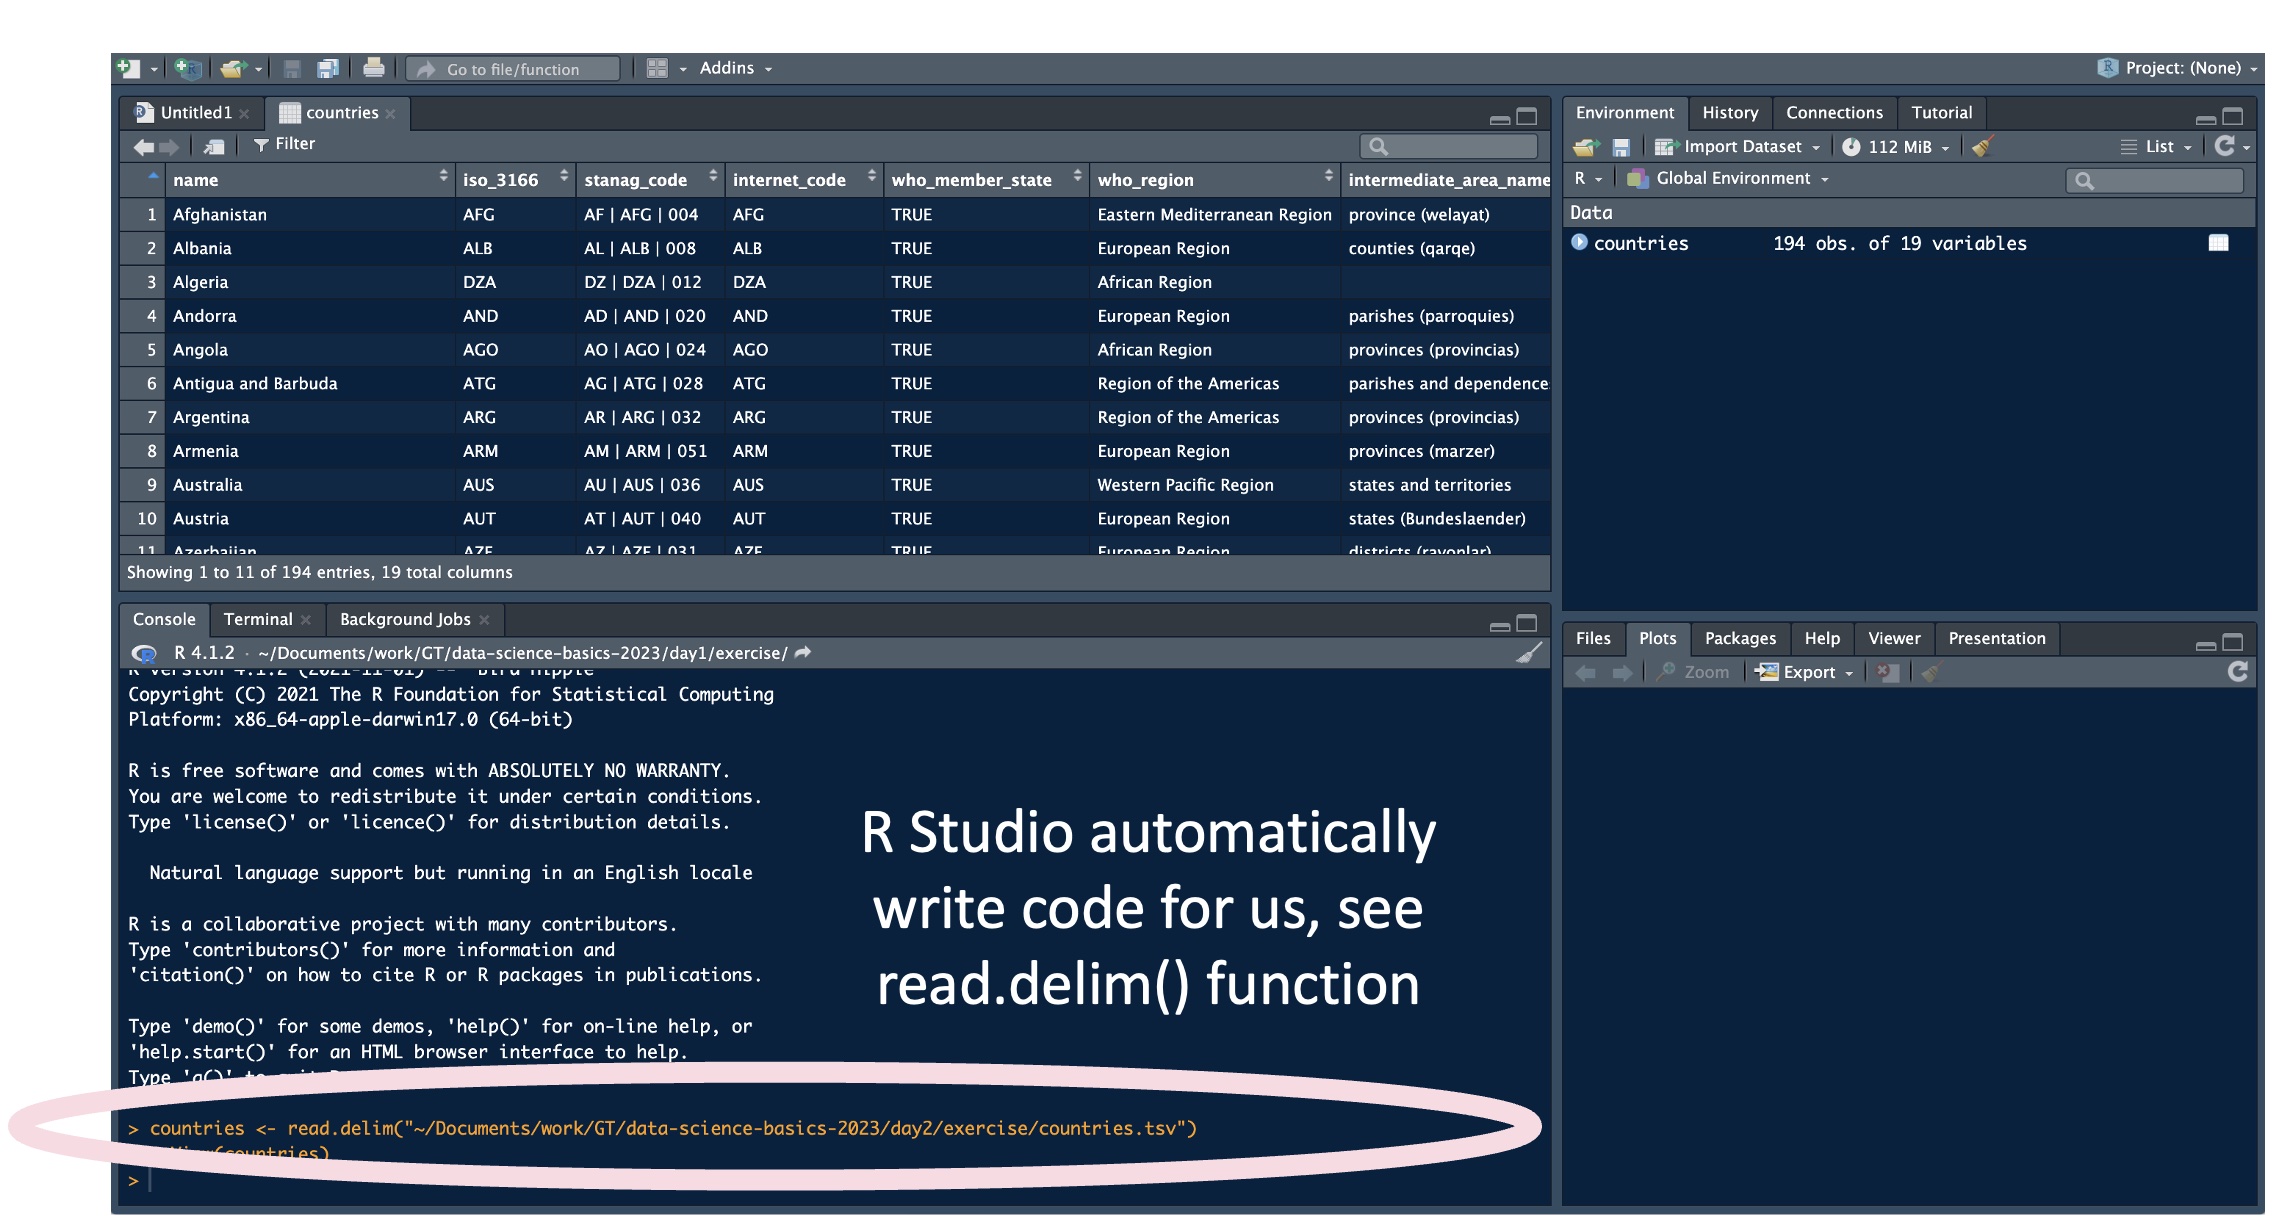 Go to file/function Addins Project: (None)
Untitled1 countries
Filter
name iso_3166 stanag_code internet_code who_member_state who_region intermediate_area_name
1 Afghanistan AFG AF | AFG | 004 AFG TRUE Eastern Mediterranean Region province (welayat)
2 Albania ALB AL | ALB | 008 ALB TRUE European Region counties (qarqe)
3 Algeria DZA DZ | DZA | 012 DZA TRUE African Region
4 Andorra AND AD | AND | 020 AND TRUE European Region parishes (parroquies)
5 Angola AGO AO | AGO | 024 AGO TRUE African Region provinces (provincias)
6 Antigua and Barbuda ATG AG | ATG | 028 ATG TRUE Region of the Americas parishes and dependence
7 Argentina ARG AR | ARG | 032 ARG TRUE Region of the Americas provinces (provincias)
8 Armenia ARM AM | ARM | 051 ARM TRUE European Region provinces (marzer)
9 Australia AUS AU | AUS | 036 AUS TRUE Western Pacific Region states and territories
10 Austria AUT AT | AUT | 040 AUT TRUE European Region states (Bundeslaender)
11 Azerbaijan AZE AZ | AZE | 031 AZE TRUE European Region districts (rayonlar)
Showing 1 to 11 of 194 entries, 19 total columns
Environment History Connections Tutorial
Import Dataset 112 MiB List
R Global Environment
Data
countries 194 obs. of 19 variables
Console Terminal Background Jobs
R 4.1.2 · ~/Documents/work/GT/data-science-basics-2023/day1/exercise/
R version 4.1.2 (2021-11-01) -- "Bird Hippie"
Copyright (C) 2021 The R Foundation for Statistical Computing
Platform: x86_64-apple-darwin17.0 (64-bit)
R is free software and comes with ABSOLUTELY NO WARRANTY.
You are welcome to redistribute it under certain conditions.
Type 'license()' or 'licence()' for distribution details.
Natural language support but running in an English locale
R is a collaborative project with many contributors.
Type 'contributors()' for more information and
'citation()' on how to cite R or R packages in publications.
Type 'demo()' for some demos, 'help()' for on-line help, or
'help.start()' for an HTML browser interface to help.
Type 'q()' to quit R
> countries <- read.delim("~/Documents/work/GT/data-science-basics-2023/day2/exercise/countries.tsv")
View(countries)
>
R Studio automatically
write code for us, see
read.delim() function
Files Plots Packages Help Viewer Presentation
Zoom Export